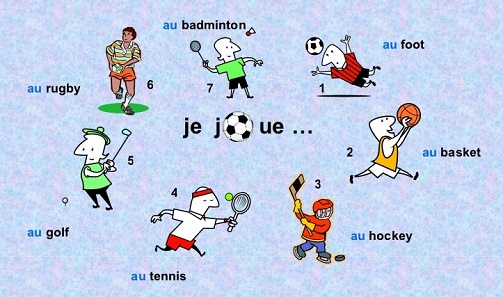 au badminton
au foot
au rugby
6
7
1
je j ue ...
2
au basket
5
4
3
au golf
au hockey
au tennis